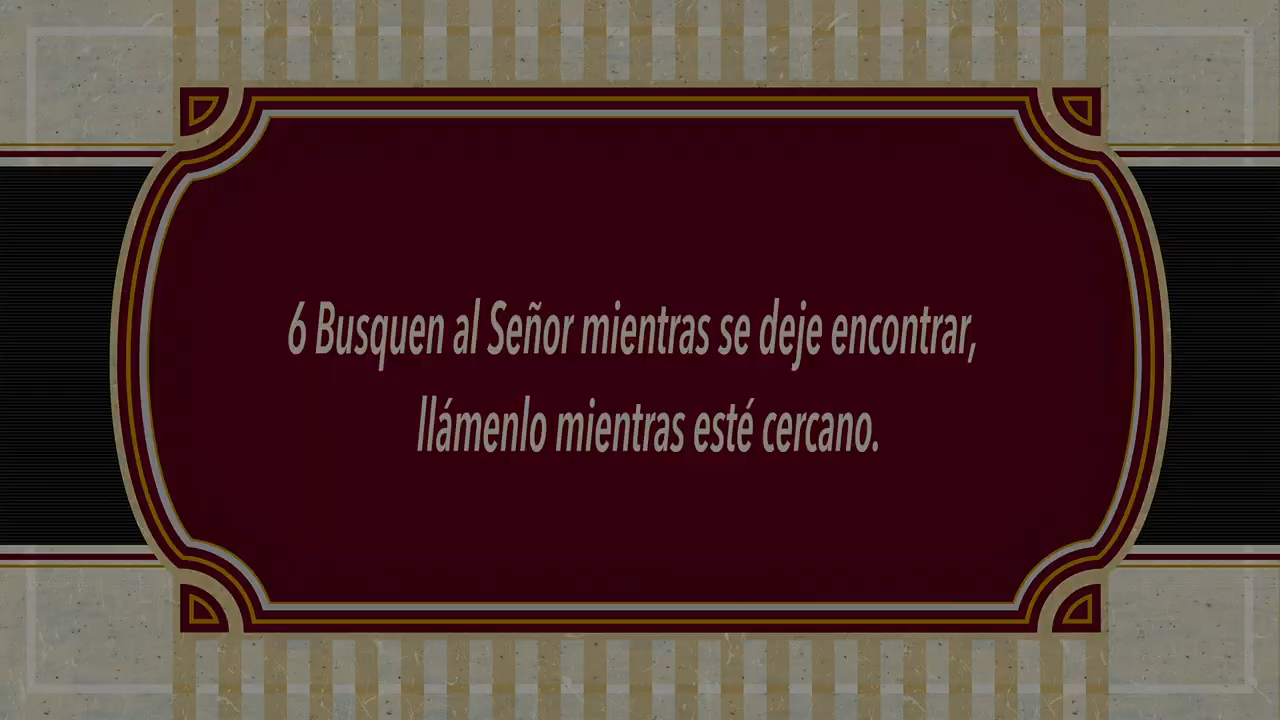 6 Busquen al Señor mientras se deje encontrar,
llámenlo mientras esté cercano.